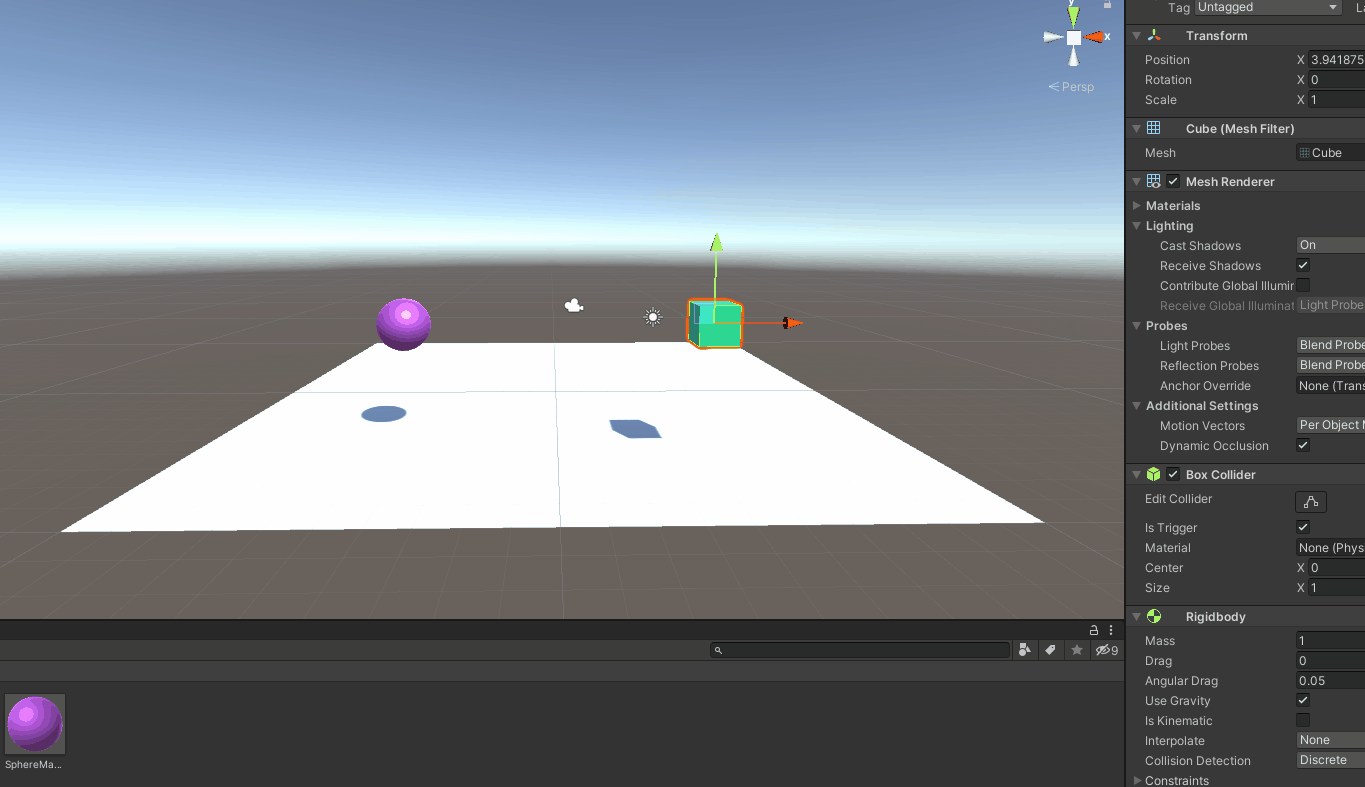 Tag Untagged
y
x
< Persp
Transform
Position X 3.941875
Rotation X 0
Scale X 1
Cube (Mesh Filter)
Mesh Cube
Mesh Renderer
Materials
Lighting
Cast Shadows On
Receive Shadows
Contribute Global Illumir
Receive Global Illuminat Light Probe
Probes
Light Probes Blend Probe
Reflection Probes Blend Probe
Anchor Override None (Trans
Additional Settings
Motion Vectors Per Object M
Dynamic Occlusion
Box Collider
Edit Collider
Is Trigger
Material None (Phys
Center X 0
Size X 1
Rigidbody
Mass 1
Drag 0
Angular Drag 0.05
Use Gravity
Is Kinematic
Interpolate None
Collision Detection Discrete
Constraints
9
SphereMa...